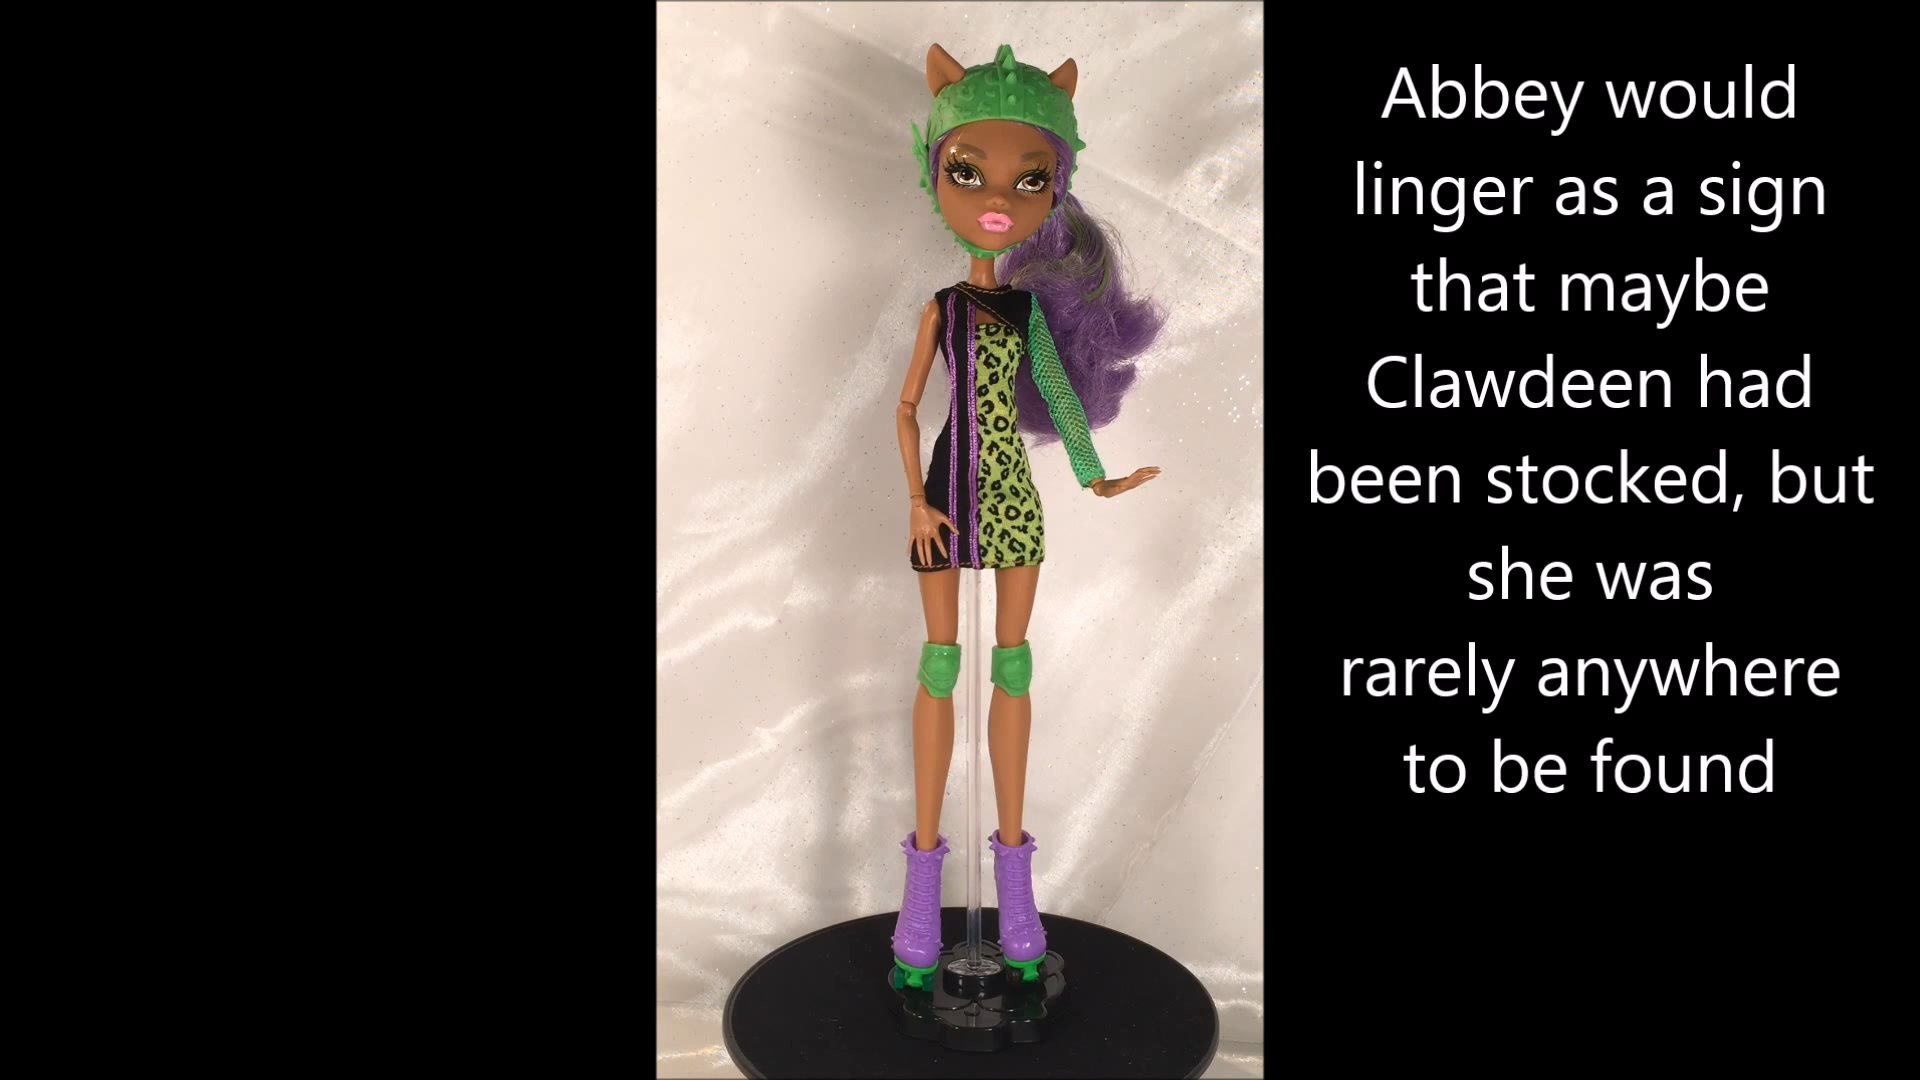 Abbey would
linger as a sign
that maybe
Clawdeen had
been stocked, but
she was
rarely anywhere
to be found